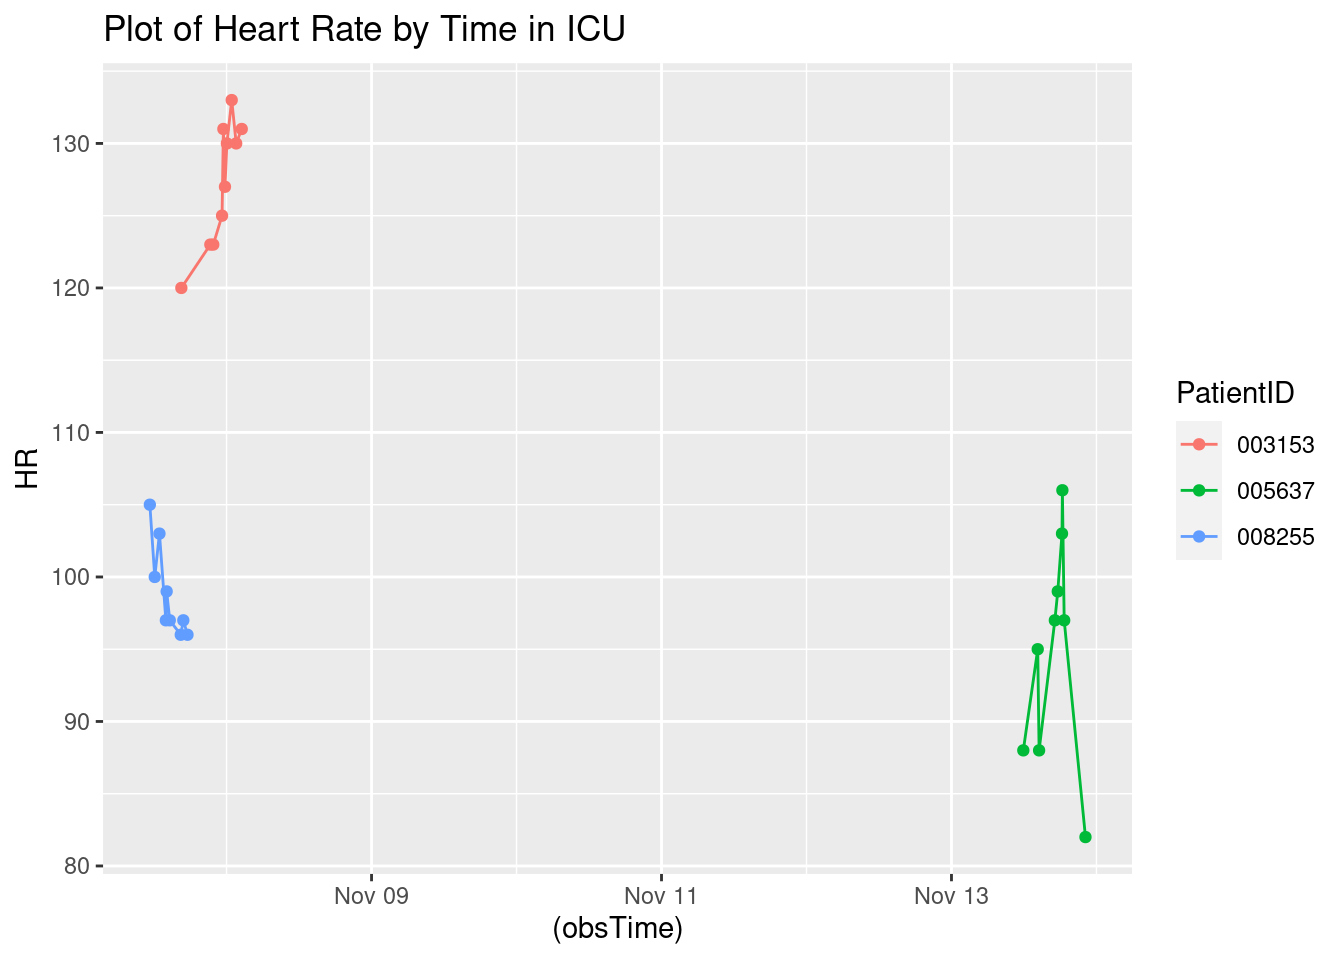 Plot of Heart Rate by Time in ICU
HR
130
120
110
100
90
80
Nov 09 Nov 11 Nov 13
(obsTime)
PatientID
003153
005637
008255